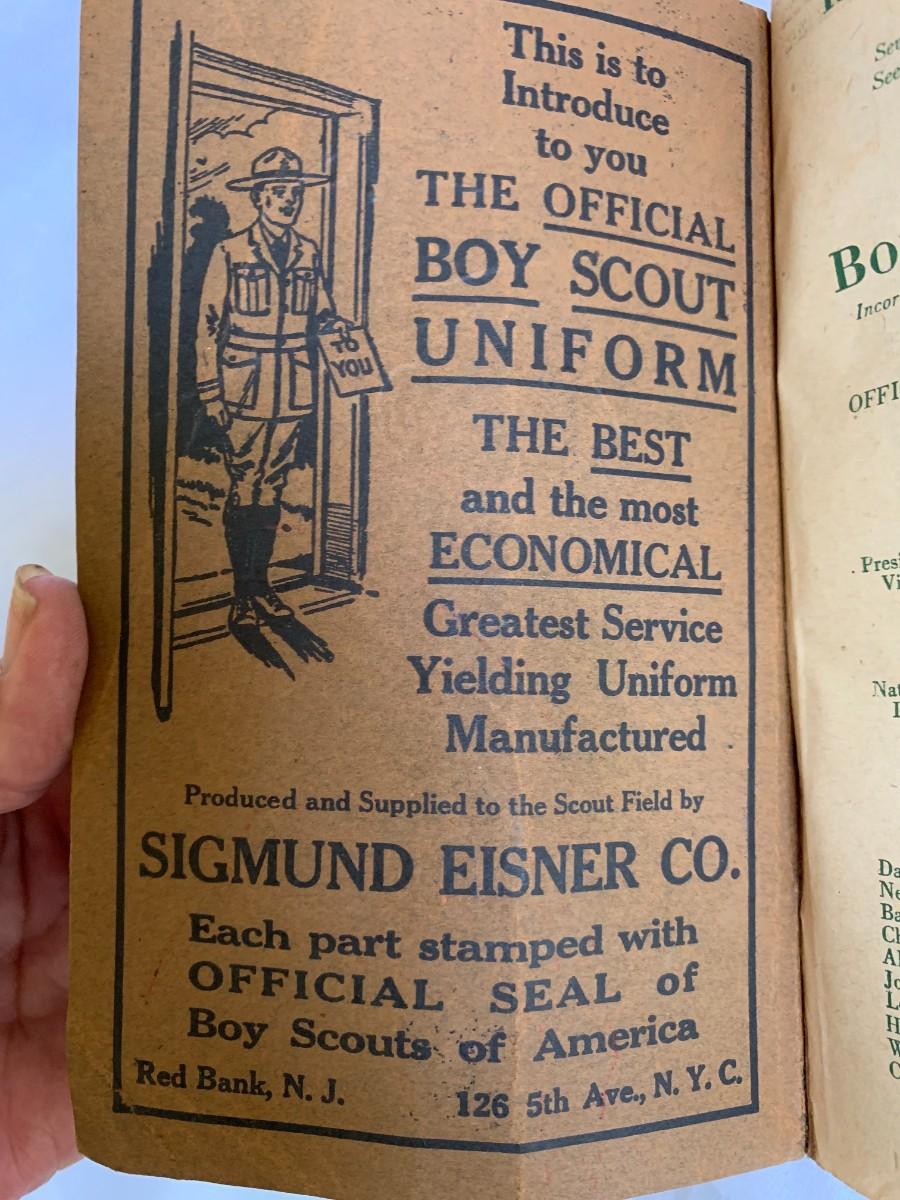 This is to
Introduce
to you
THE OFFICIAL
BOY SCOUT
UNIFORM
TO
YOU
THE BEST
and the most
ECONOMICAL
Greatest Service
Yielding Uniform
Manufactured
Produced and Supplied to the Scout Field by
SIGMUND EISNER CO.
Each part stamped with
OFFICIAL SEAL of
Boy Scouts of America
Red Bank, N. J. 126 5th Ave., N. Y. C.